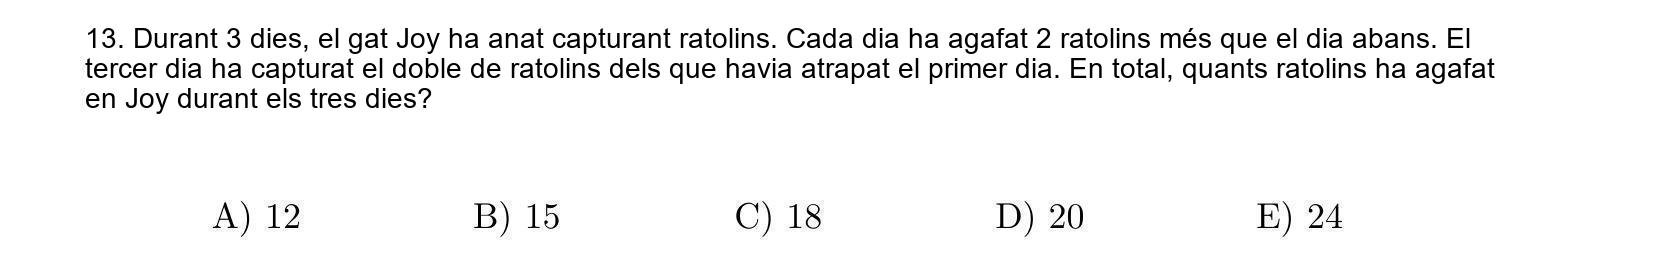 13. Durant 3 dies, el gat Joy ha anat capturant ratolins. Cada dia ha agafat 2 ratolins més que el dia abans. El
tercer dia ha capturat el doble de ratolins dels que havia atrapat el primer dia. En total, quants ratolins ha agafat
en Joy durant els tres dies?
A) 12 B) 15 C) 18 D) 20 E) 24